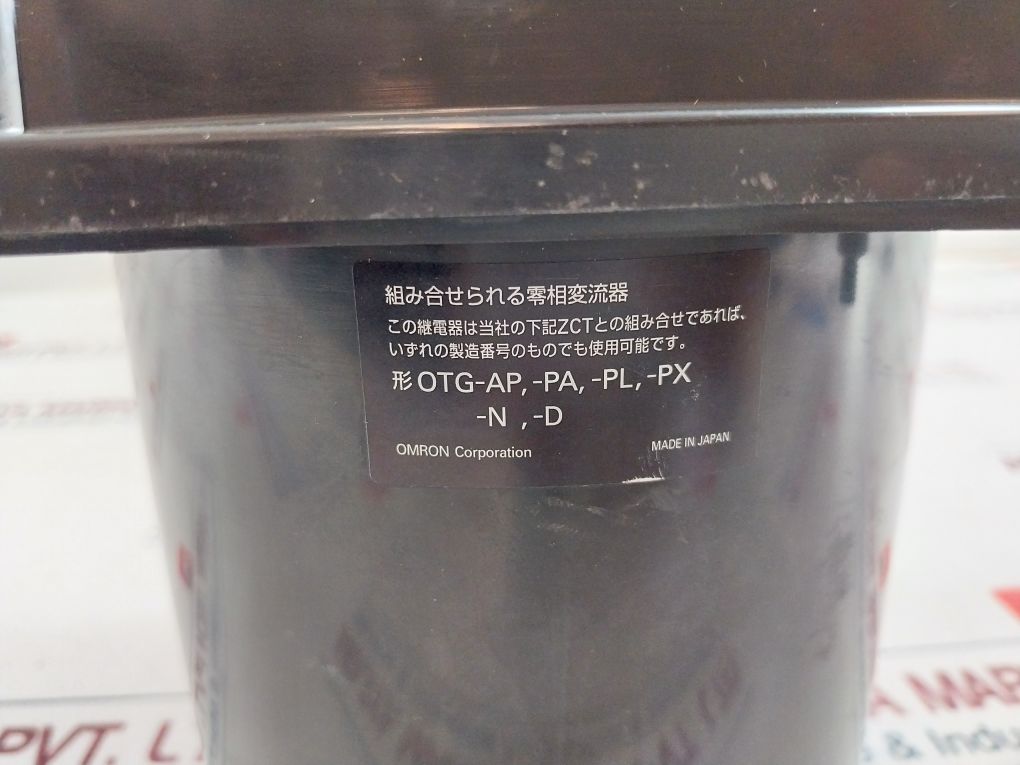 組み合せられる零相変流器
この継電器は当社の下記ZCTとの組み合せであれば、
いずれの製造番号のものでも使用可能です。
形 OTG-AP, -PA, -PL, -PX
-N , -D
OMRON Corporation
MADE IN JAPAN
PVT. L
A MAR
& Indu